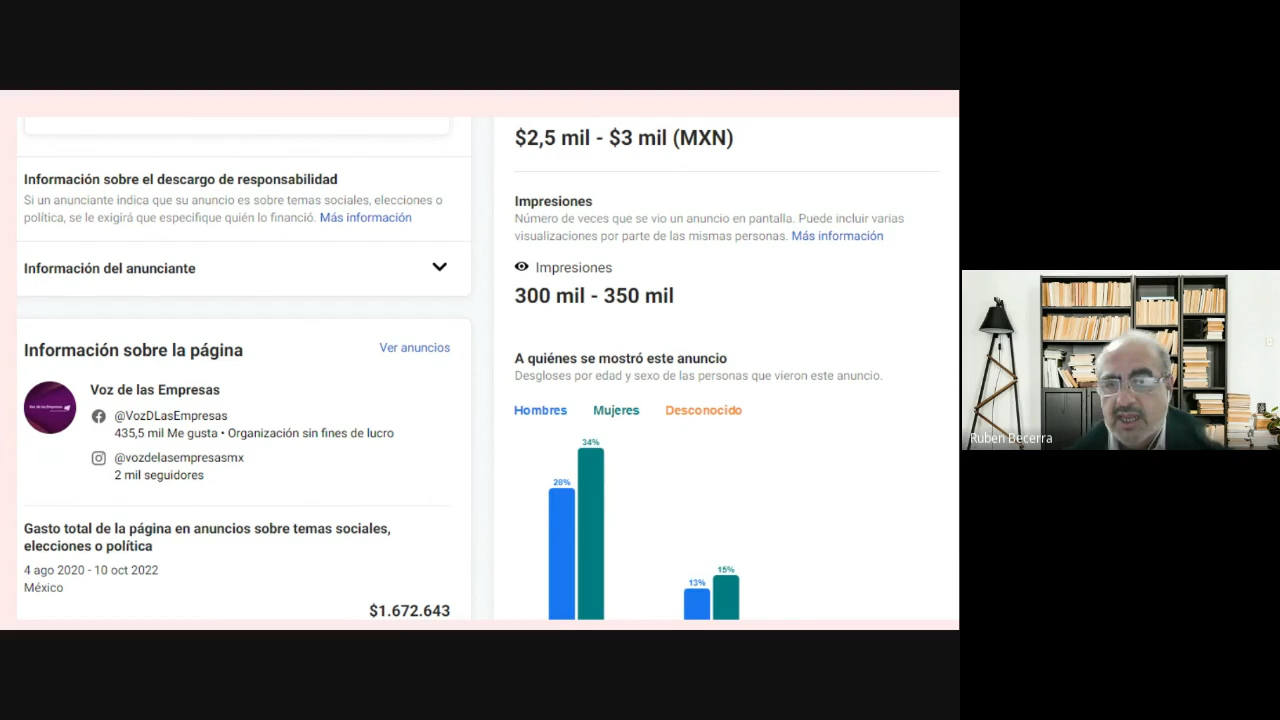 Información sobre el descargo de responsabilidad
Si un anunciante indica que su anuncio es sobre temas sociales, elecciones o
política, se le exigirá que especifique quién lo financió. Más información
Información del anunciante
Información sobre la página
Ver anuncios
Voz de las Empresas
Voz de las Empresas
@VozDLasEmpresas
435,5 mil Me gusta • Organización sin fines de lucro
@vozdelasempresasmx
2 mil seguidores
Gasto total de la página en anuncios sobre temas sociales,
elecciones o política
4 ago 2020 - 10 oct 2022
México
$1.672.643
$2,5 mil - $3 mil (MXN)
Impresiones
Número de veces que se vio un anuncio en pantalla. Puede incluir varias
visualizaciones por parte de las mismas personas. Más información
Impresiones
300 mil - 350 mil
A quiénes se mostró este anuncio
Desgloses por edad y sexo de las personas que vieron este anuncio.
Hombres Mujeres Desconocido
34%
28%
15%
13%
Ruben Becerra